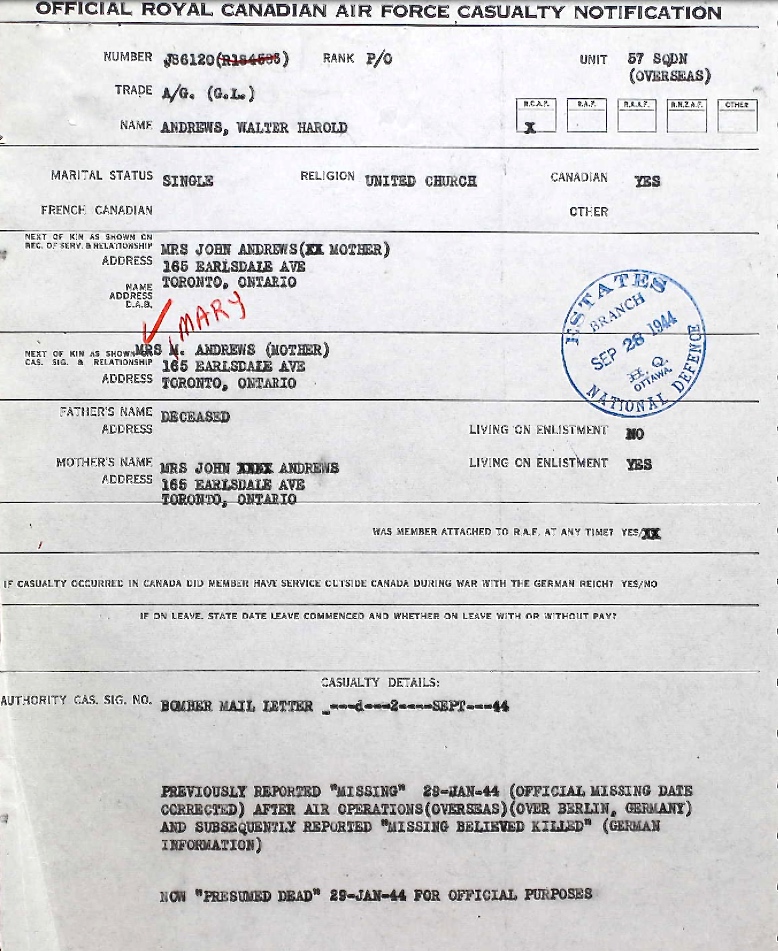 OFFICIAL ROYAL CANADIAN AIR FORCE CASUALTY NOTIFICATION
NUMBER J86120(R184535) RANK P/O UNIT 57 SQDN
(OVERSEAS)
TRADE A/G. (G.L.)
R.C.A.F. R.A.F. R.A.A.F. R.N.Z.A.F. OTHER
X
NAME ANDREWS, WALTER HAROLD
MARITAL STATUS SINGLE RELIGION UNITED CHURCH CANADIAN YES
FRENCH CANADIAN OTHER
NEXT OF KIN AS SHOWN ON
REC. OF SERV. & RELATIONSHIP MRS JOHN ANDREWS(XX MOTHER)
ADDRESS 165 EARLSDALE AVE
TORONTO, ONTARIO
NAME
ADDRESS
D.A.B.
MARY
NEXT OF KIN AS SHOWN MRS M. ANDREWS (MOTHER)
CAS. SIG. & RELATIONSHIP 165 EARLSDALE AVE
ADDRESS TORONTO, ONTARIO
ESTATES
BRANCH
SEP 28 1944
H.Q.
OTTAWA.
NATIONAL DEFENCE
FATHER'S NAME DECEASED
ADDRESS LIVING ON ENLISTMENT NO
MOTHER'S NAME MRS JOHN XXXX ANDREWS LIVING ON ENLISTMENT YES
ADDRESS 165 EARLSDALE AVE
TORONTO, ONTARIO
WAS MEMBER ATTACHED TO R.A.F. AT ANY TIME? YES/XX
IF CASUALTY OCCURRED IN CANADA DID MEMBER HAVE SERVICE OUTSIDE CANADA DURING WAR WITH THE GERMAN REICH? YES/NO
IF ON LEAVE, STATE DATE LEAVE COMMENCED AND WHETHER ON LEAVE WITH OR WITHOUT PAY?
CASUALTY DETAILS:
AUTHORITY CAS. SIG. NO. BOMBER MAIL LETTER _---d---2----SEPT---44
PREVIOUSLY REPORTED "MISSING" 29-JAN-44 (OFFICIAL MISSING DATE
CORRECTED) AFTER AIR OPERATIONS(OVERSEAS)(OVER BERLIN, GERMANY)
AND SUBSEQUENTLY REPORTED "MISSING BELIEVED KILLED" (GERMAN
INFORMATION)
NOW "PRESUMED DEAD" 29-JAN-44 FOR OFFICIAL PURPOSES